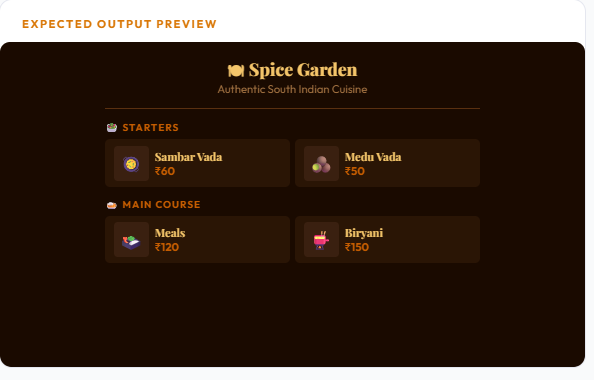 EXPECTED OUTPUT PREVIEW
🍽 Spice Garden
Authentic South Indian Cuisine
STARTERS
Sambar Vada
₹60
Medu Vada
₹50
MAIN COURSE
Meals
₹120
Biryani
₹150